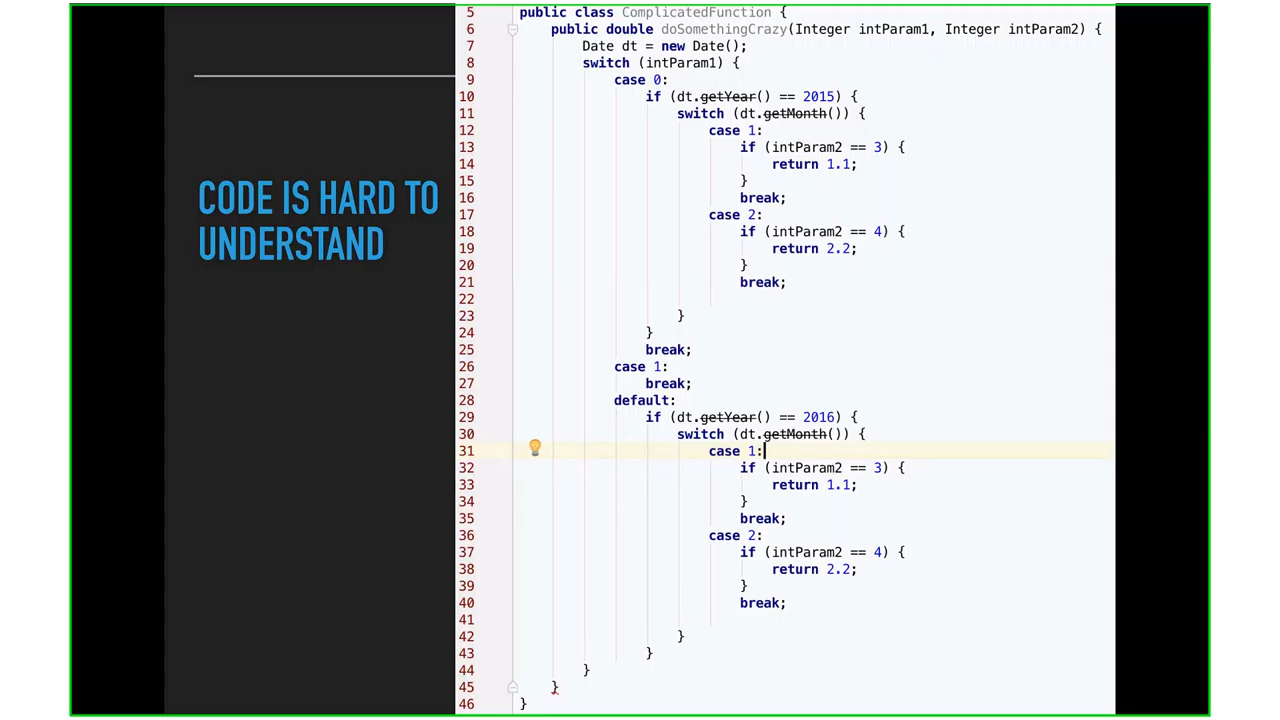 CODE IS HARD TO
UNDERSTAND
5 public class ComplicatedFunction {
6 public double doSomethingCrazy(Integer intParam1, Integer intParam2) {
7 Date dt = new Date();
8 switch (intParam1) {
9 case 0:
10 if (dt.getYear() == 2015) {
11 switch (dt.getMonth()) {
12 case 1:
13 if (intParam2 == 3) {
14 return 1.1;
15 }
16 break;
17 case 2:
18 if (intParam2 == 4) {
19 return 2.2;
20 }
21 break;
22
23 }
24 }
25 break;
26 case 1:
27 break;
28 default:
29 if (dt.getYear() == 2016) {
30 switch (dt.getMonth()) {
31 case 1:
32 if (intParam2 == 3) {
33 return 1.1;
34 }
35 break;
36 case 2:
37 if (intParam2 == 4) {
38 return 2.2;
39 }
40 break;
41
42 }
43 }
44 }
45 }
46 }